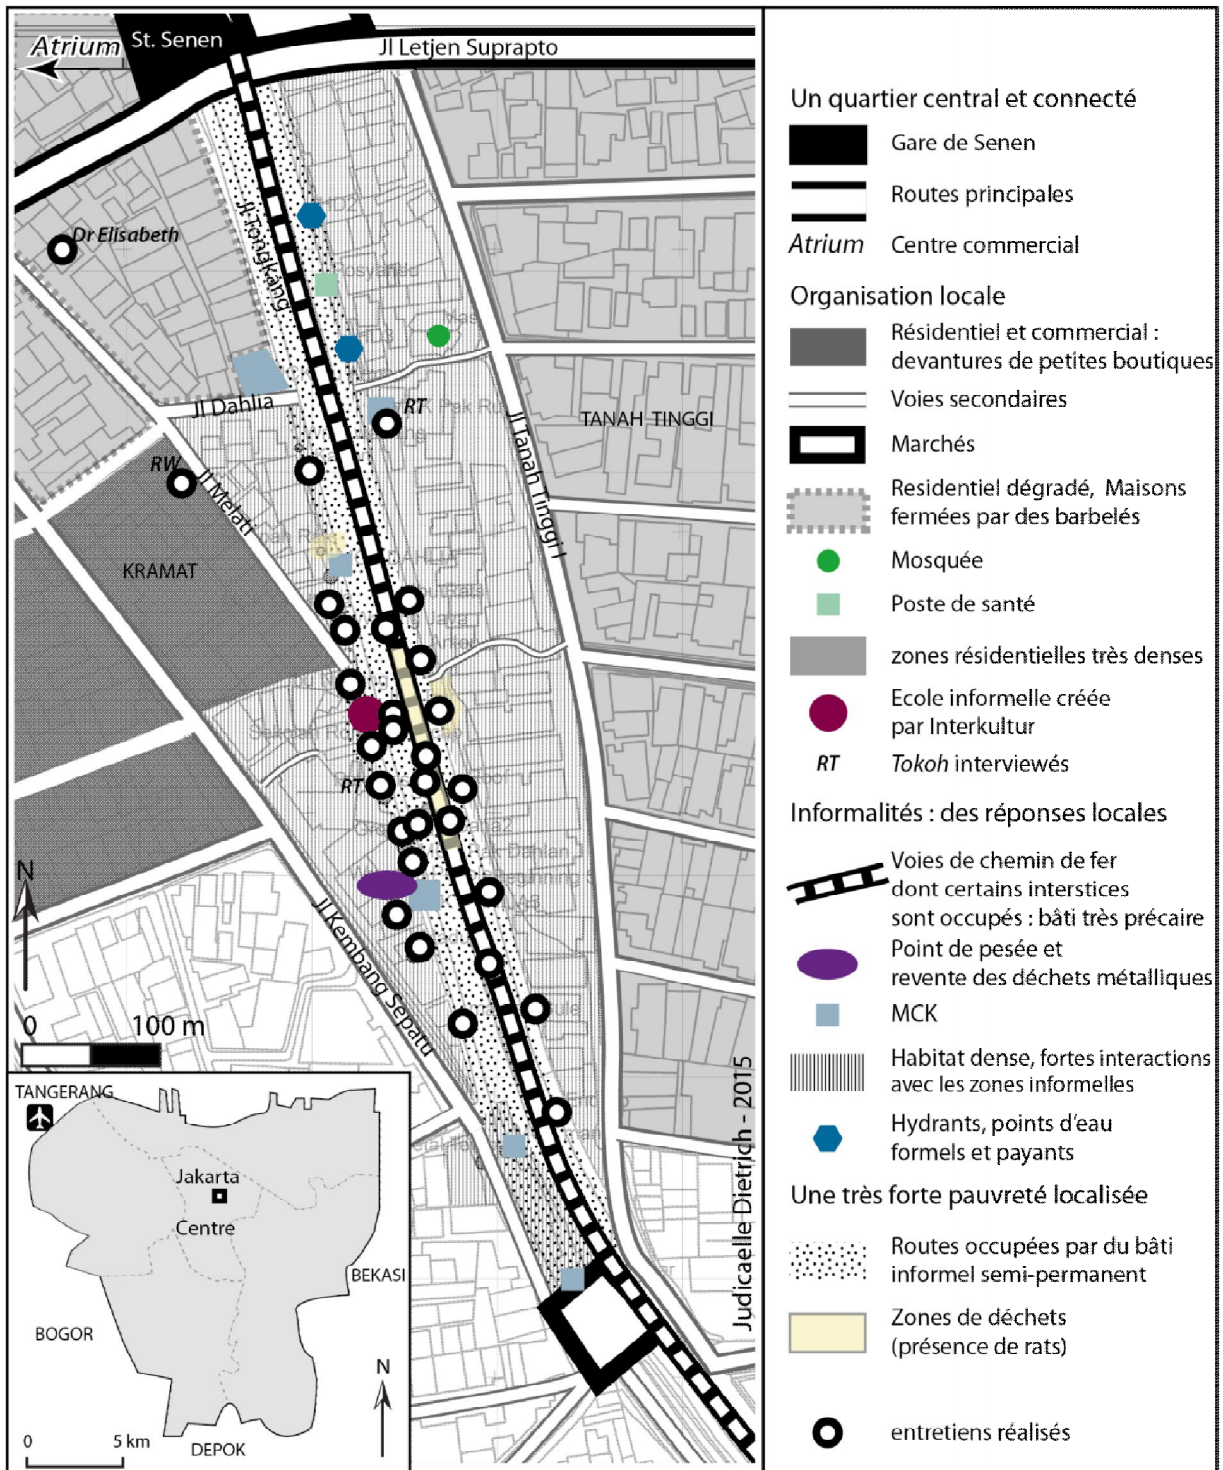 Atrium
St. Senen
Jl Letjen Suprapto
Dr Elisabeth
Jl Tongkang
Jl Dahlia
RT
Pak Ru
TANAH TINGGI
Jl Tanah Tinggi I
RW
Jl Melati
KRAMAT
RT
Jl Kembang Sepatu
N
0 100 m
TANGERANG
Jakarta
Centre
BEKASI
BOGOR
DEPOK
N
0 5 km
Judicaelle Dietrich - 2015
Un quartier central et connecté
Gare de Senen
Routes principales
Atrium Centre commercial
Organisation locale
Résidentiel et commercial :
devantures de petites boutiques
Voies secondaires
Marchés
Residentiel dégradé, Maisons
fermées par des barbelés
Mosquée
Poste de santé
zones résidentielles très denses
Ecole informelle créée
par Interkultur
RT Tokoh interviewés
Informalités : des réponses locales
Voies de chemin de fer
dont certains interstices
sont occupés : bâti très précaire
Point de pesée et
revente des déchets métalliques
MCK
Habitat dense, fortes interactions
avec les zones informelles
Hydrants, points d'eau
formels et payants
Une très forte pauvreté localisée
Routes occupées par du bâti
informel semi-permanent
Zones de déchets
(présence de rats)
entretiens réalisés